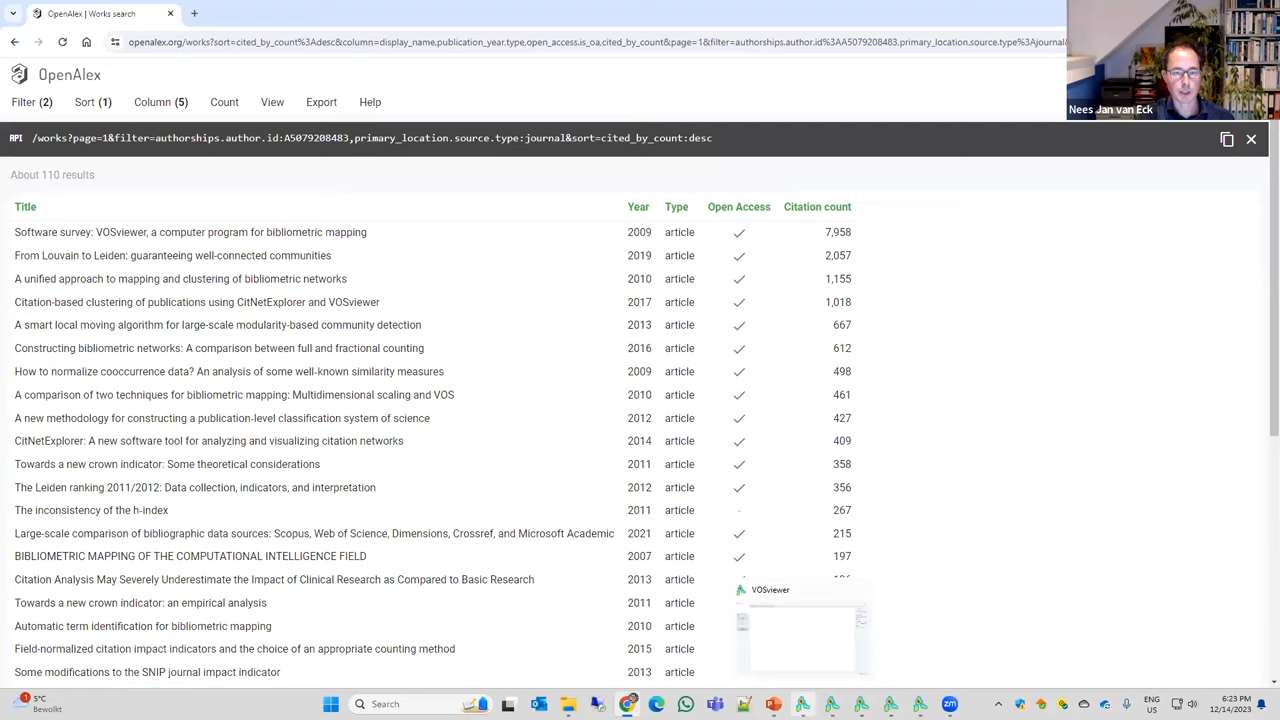 OpenAlex | Works search
openalex.org/works?sort=cited_by_count%3Adesc&column=display_name,public
oa.cited_by_count&page=1&filter=authorships.author.id%3AA5079208483,primary_location.source.type%3Ajournal
Nees Jan van Eck
OpenAlex
Filter (2) Sort (1) Column (5) Count View Export Help
API /works?page=1&filter=authorships.author.id:A5079208483,primary_location.source.type:journal&sort=cited_by_count:desc
About 110 results
Title Year Type Open Access Citation count
Software survey: VOSviewer, a computer program for bibliometric mapping 2009 article 7,958
From Louvain to Leiden: guaranteeing well-connected communities 2019 article 2,057
A unified approach to mapping and clustering of bibliometric networks 2010 article 1,155
Citation-based clustering of publications using CitNetExplorer and VOSviewer 2017 article 1,018
A smart local moving algorithm for large-scale modularity-based community detection 2013 article 667
Constructing bibliometric networks: A comparison between full and fractional counting 2016 article 612
How to normalize cooccurrence data? An analysis of some well-known similarity measures 2009 article 498
A comparison of two techniques for bibliometric mapping: Multidimensional scaling and VOS 2010 article 461
A new methodology for constructing a publication-level classification system of science 2012 article 427
CitNetExplorer: A new software tool for analyzing and visualizing citation networks 2014 article 409
Towards a new crown indicator: Some theoretical considerations 2011 article 358
The Leiden ranking 2011/2012: Data collection, indicators, and interpretation 2012 article 356
The inconsistency of the h-index 2011 article - 267
Large-scale comparison of bibliographic data sources: Scopus, Web of Science, Dimensions, Crossref, and Microsoft Academic 2021 article 215
BIBLIOMETRIC MAPPING OF THE COMPUTATIONAL INTELLIGENCE FIELD 2007 article 197
Citation Analysis May Severely Underestimate the Impact of Clinical Research as Compared to Basic Research 2013 article
VOSviewer
Towards a new crown indicator: an empirical analysis 2011 article
Automatic term identification for bibliometric mapping 2010 article
Field-normalized citation impact indicators and the choice of an appropriate counting method 2015 article
Some modifications to the SNIP journal impact indicator 2013 article
1
5°C
Bewolkt
Search
zm
ENG
US
6:23 PM
12/14/2023